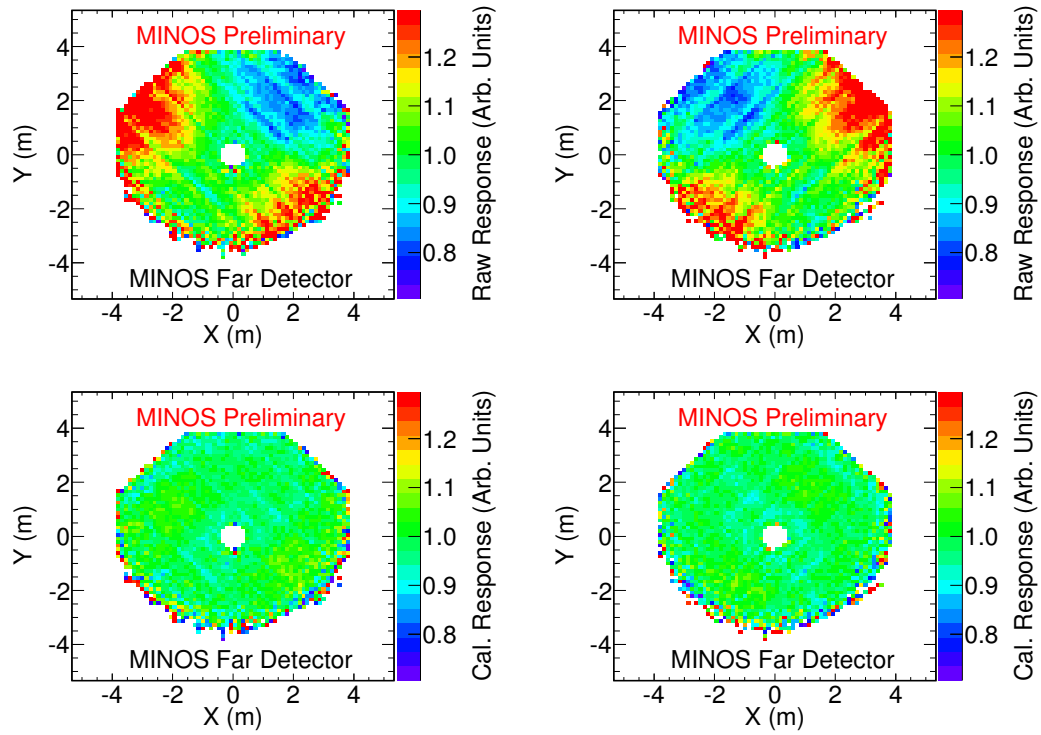 MINOS Preliminary
MINOS Far Detector
4
2
0
-2
-4
-4 -2 0 2 4
X (m)
Y (m)
1.2
1.1
1.0
0.9
0.8
Raw Response (Arb. Units)
MINOS Preliminary
MINOS Far Detector
4
2
0
-2
-4
-4 -2 0 2 4
X (m)
Y (m)
1.2
1.1
1.0
0.9
0.8
Raw Response (Arb. Units)
MINOS Preliminary
MINOS Far Detector
4
2
0
-2
-4
-4 -2 0 2 4
X (m)
Y (m)
1.2
1.1
1.0
0.9
0.8
Cal. Response (Arb. Units)
MINOS Preliminary
MINOS Far Detector
4
2
0
-2
-4
-4 -2 0 2 4
X (m)
Y (m)
1.2
1.1
1.0
0.9
0.8
Cal. Response (Arb. Units)